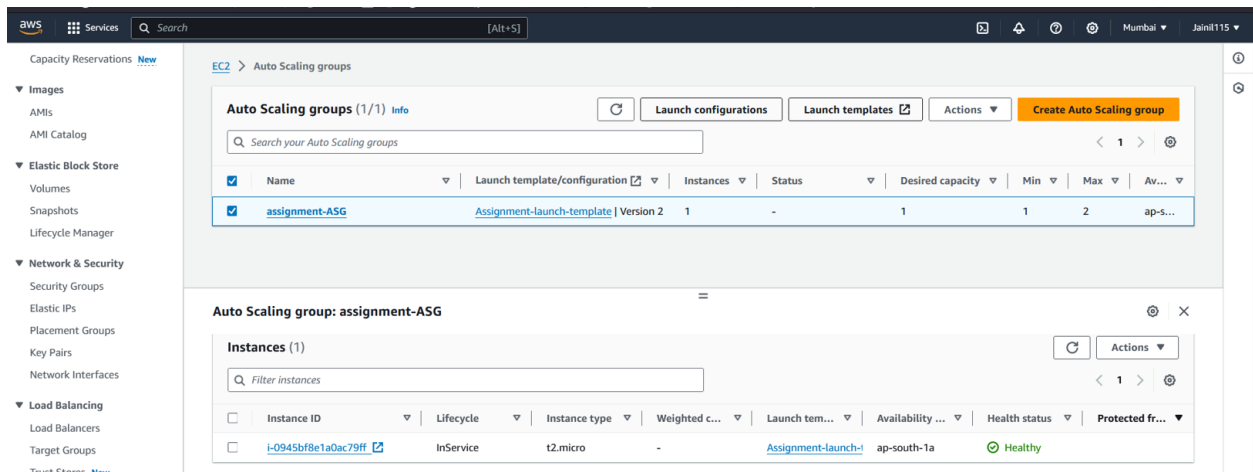 aws Services Search [Alt+S] Mumbai Jainil115
Capacity Reservations New
Images
AMIs
AMI Catalog
Elastic Block Store
Volumes
Snapshots
Lifecycle Manager
Network & Security
Security Groups
Elastic IPs
Placement Groups
Key Pairs
Network Interfaces
Load Balancing
Load Balancers
Target Groups
Trust Stores New
EC2 > Auto Scaling groups
Auto Scaling groups (1/1) Info Launch configurations Launch templates Actions Create Auto Scaling group
Search your Auto Scaling groups 1
Name Launch template/configuration Instances Status Desired capacity Min Max Av...
assignment-ASG Assignment-launch-template | Version 2 1 - 1 1 2 ap-s...
Auto Scaling group: assignment-ASG
Instances (1) Actions
Filter instances 1
Instance ID Lifecycle Instance type Weighted c... Launch tem... Availability ... Health status Protected fr...
i-0945bf8e1a0ac79ff InService t2.micro - Assignment-launch-t ap-south-1a Healthy